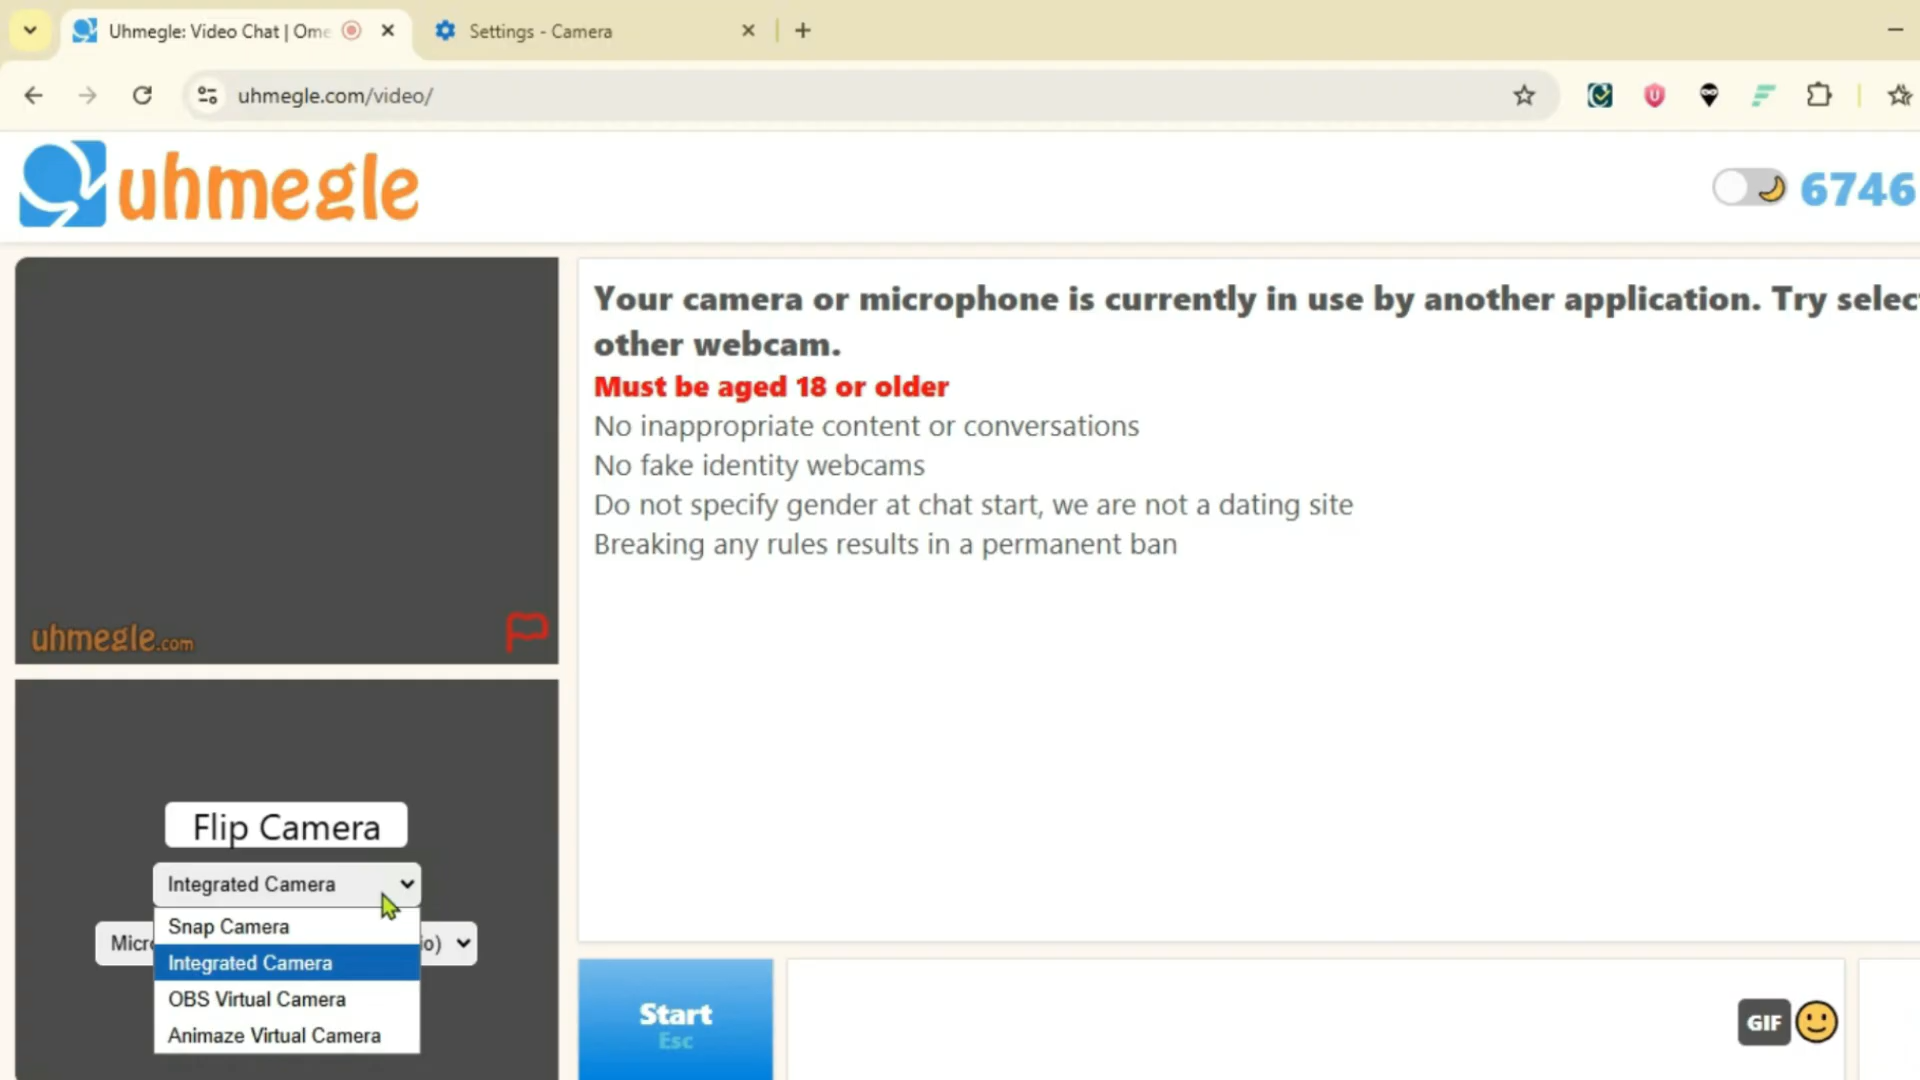 Uhmegle: Video Chat | Ome
Settings - Camera
uhmegle.com/video/
uhmegle
6746
Your camera or microphone is currently in use by another application. Try selec
other webcam.
Must be aged 18 or older
No inappropriate content or conversations
No fake identity webcams
Do not specify gender at chat start, we are not a dating site
Breaking any rules results in a permanent ban
uhmegle.com
Flip Camera
Integrated Camera
Snap Camera
Micro
io)
Integrated Camera
OBS Virtual Camera
Animaze Virtual Camera
Start
Esc
GIF